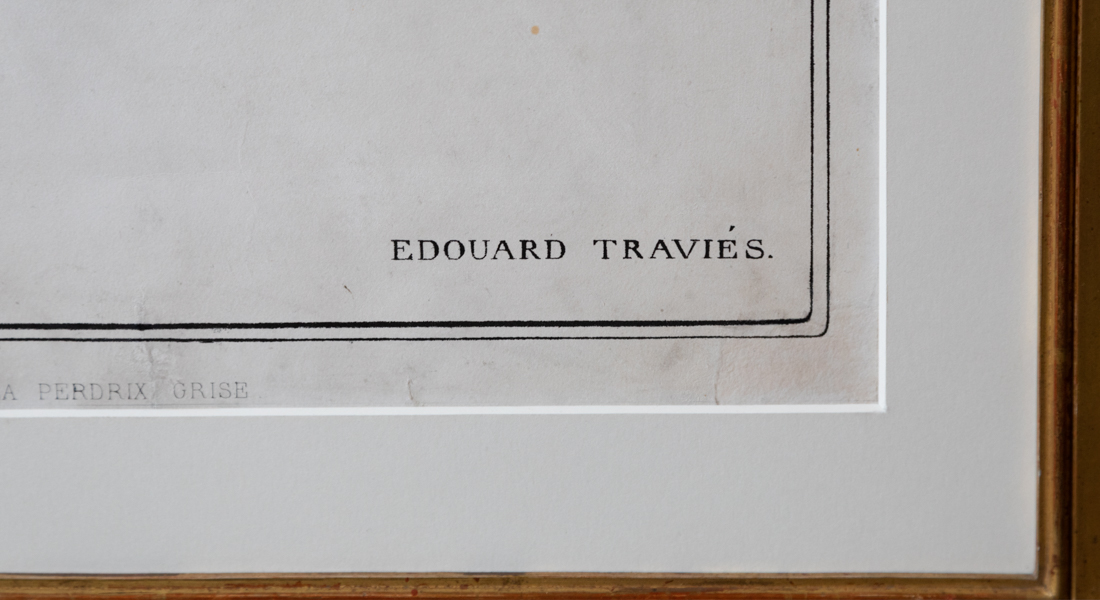 EDOUARD TRAVIÉS.
A PERDRIX GRISE